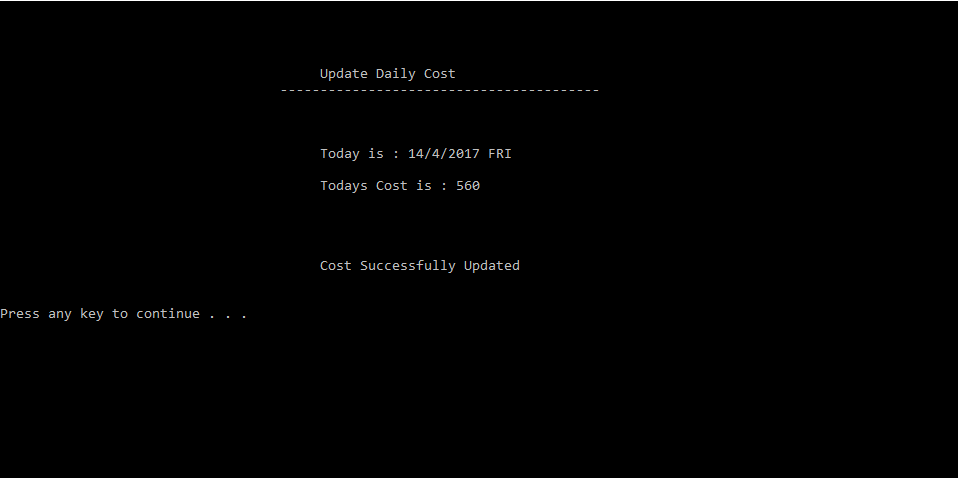 Update Daily Cost
----------------------------------------
Today is : 14/4/2017 FRI
Todays Cost is : 560
Cost Successfully Updated
Press any key to continue . . .